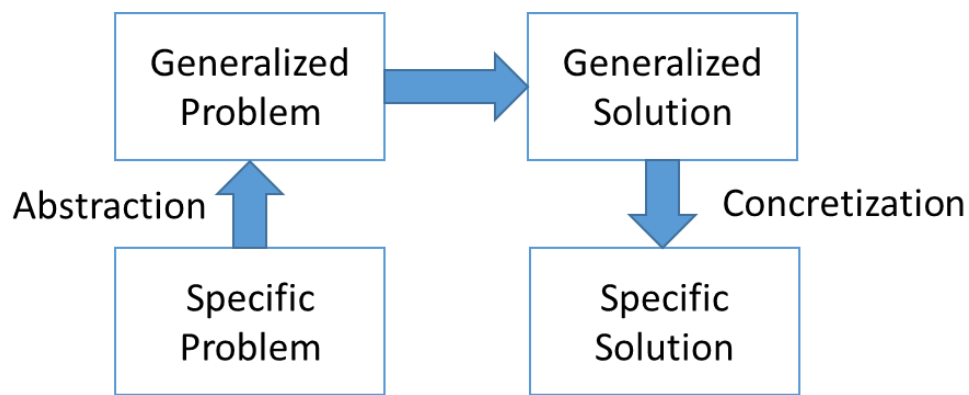 Generalized
Problem
Generalized
Solution
Abstraction
Concretization
Specific
Problem
Specific
Solution